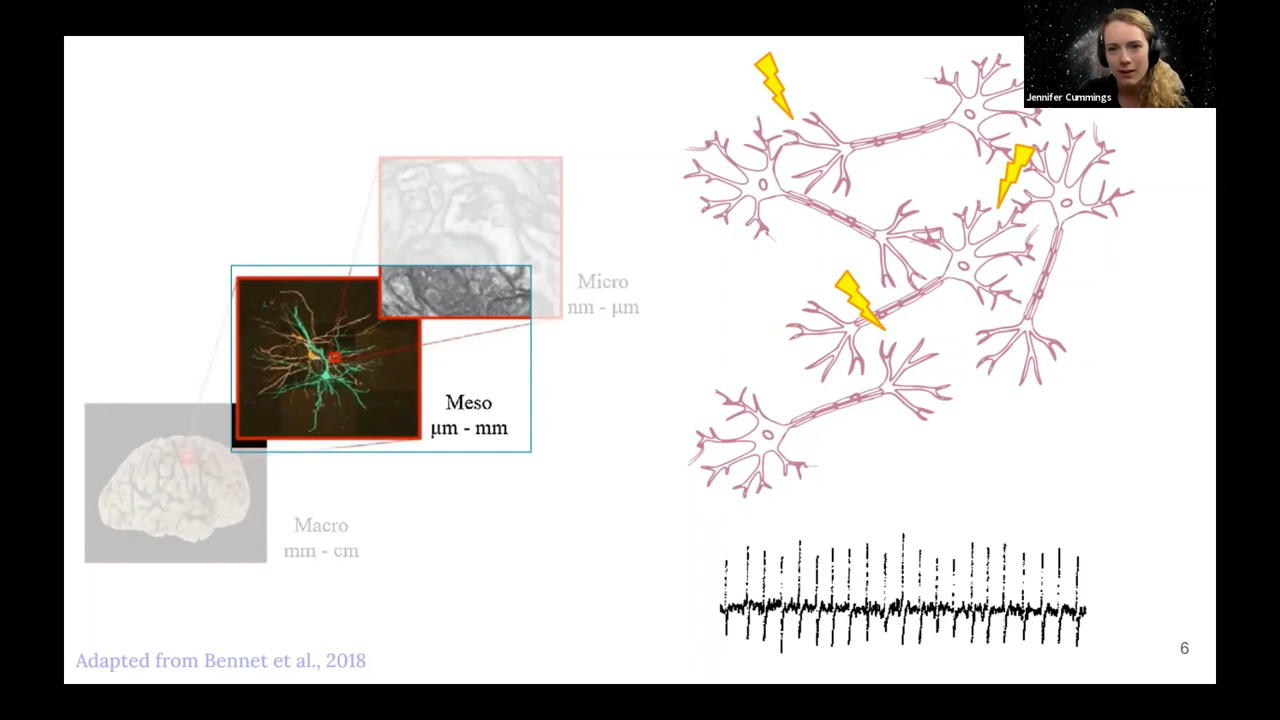 Jennifer Cummings
Micro
nm - μm
Meso
μm - mm
Macro
mm - cm
Adapted from Bennet et al., 2018
6